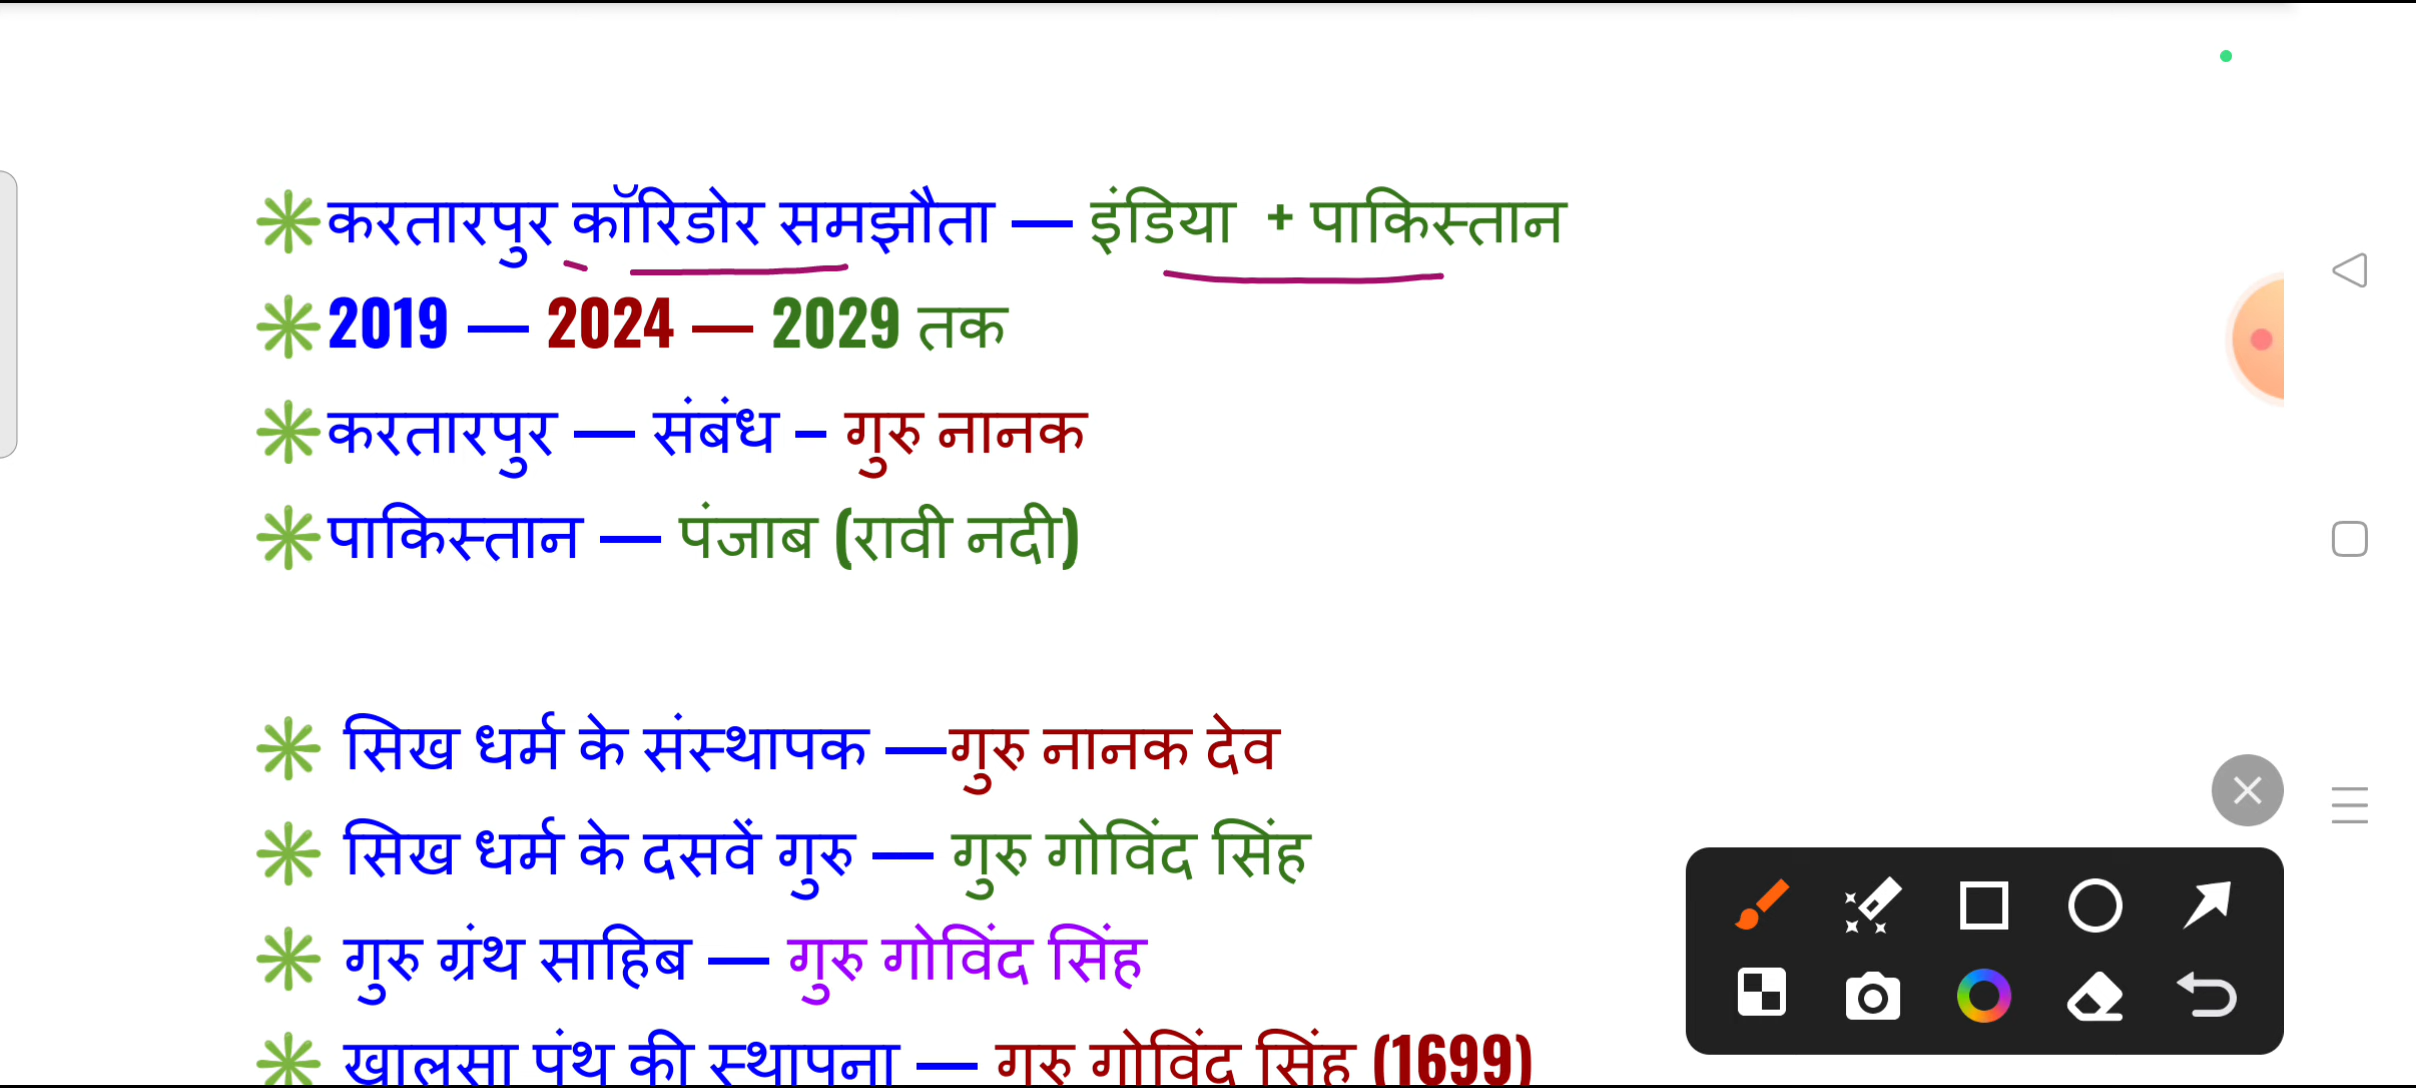 ✳️करतारपुर कॉरिडोर समझौता — इंडिया + पाकिस्तान
✳️2019 — 2024 — 2029 तक
✳️करतारपुर — संबंध – गुरु नानक
✳️पाकिस्तान — पंजाब (रावी नदी)
✳️ सिख धर्म के संस्थापक —गुरु नानक देव
✳️ सिख धर्म के दसवें गुरु — गुरु गोविंद सिंह
✳️ गुरु ग्रंथ साहिब — गुरु गोविंद सिंह
✳️ खालसा पंथ की स्थापना — गुरु गोविंद सिंह (1699)